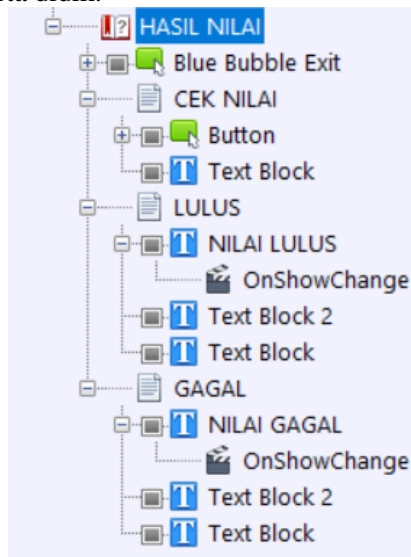 HASIL NILAI
Blue Bubble Exit
CEK NILAI
Button
Text Block
LULUS
NILAI LULUS
OnShowChange
Text Block 2
Text Block
GAGAL
NILAI GAGAL
OnShowChange
Text Block 2
Text Block